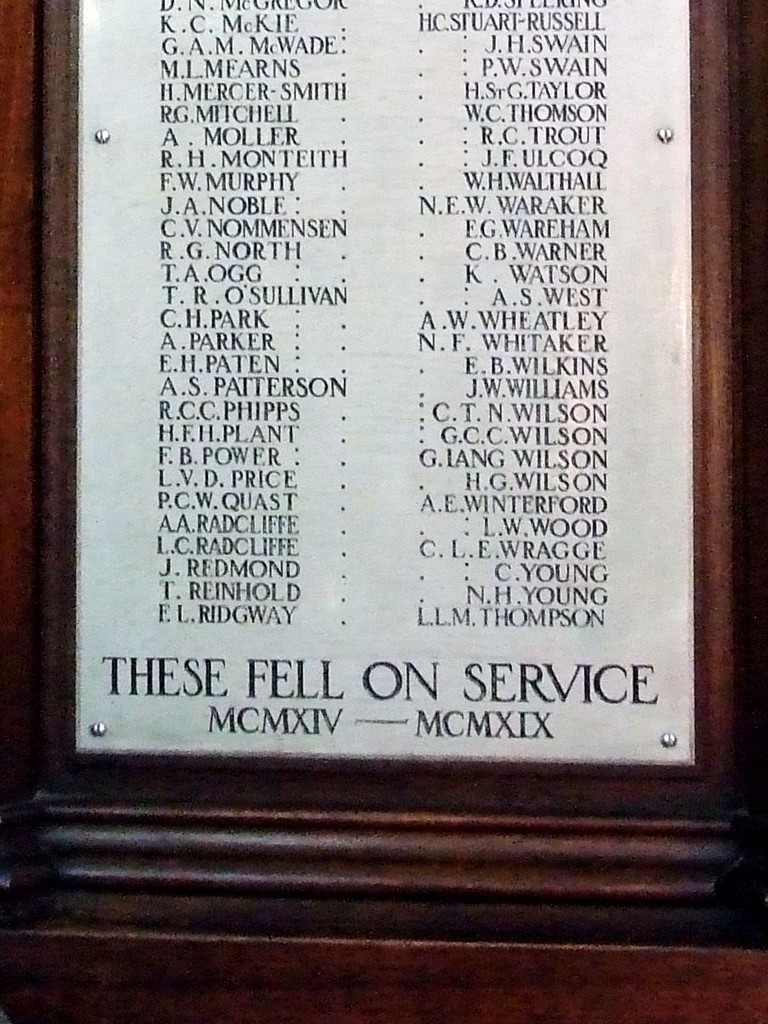 D. N. McGREGOR
K. C. McKIE
G. A. M. McWADE
M. L. MEARNS
H. MERCER-SMITH
R.G. MITCHELL
A. MOLLER
R. H. MONTEITH
F. W. MURPHY
J. A. NOBLE
C. V. NOMMENSEN
R. G. NORTH
T. A. OGG
T. R. O'SULLIVAN
C. H. PARK
A. PARKER
E. H. PATEN
A. S. PATTERSON
R. C. C. PHIPPS
H. F. H. PLANT
F. B. POWER
L. V. D. PRICE
P. C. W. QUAST
A. A. RADCLIFFE
L. C. RADCLIFFE
J. REDMOND
T. REINHOLD
F. L. RIDGWAY
R.D. SPEERING
H.C. STUART-RUSSELL
J. H. SWAIN
P. W. SWAIN
H. St G. TAYLOR
W. C. THOMSON
R. C. TROUT
J. F. ULCOQ
W. H. WALTHALL
N. E. W. WARAKER
F. G. WAREHAM
C. B. WARNER
K. WATSON
A. S. WEST
A. W. WHEATLEY
N. F. WHITAKER
E. B. WILKINS
J. W. WILLIAMS
C. T. N. WILSON
G. C. C. WILSON
G. LANG WILSON
H. G. WILSON
A. E. WINTERFORD
L. W. WOOD
C. L. E. WRAGGE
C. YOUNG
N. H. YOUNG
L. L. M. THOMPSON
THESE FELL ON SERVICE
MCMXIV — MCMXIX